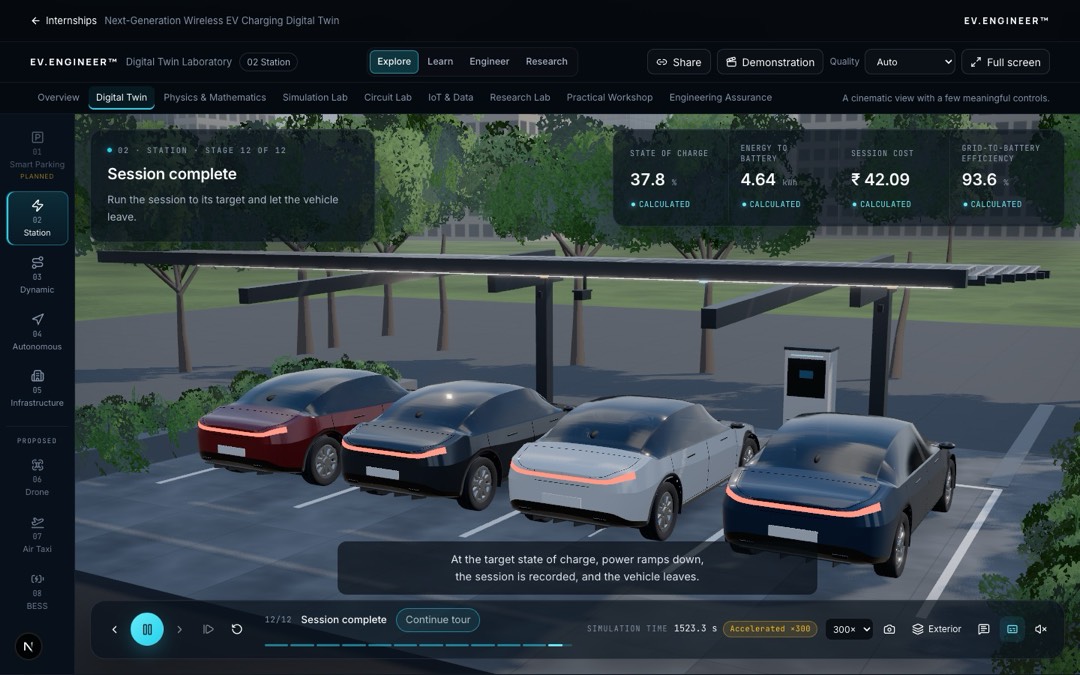 ← Internships Next-Generation Wireless EV Charging Digital Twin EV.ENGINEER™
EV.ENGINEER™ Digital Twin Laboratory 02 Station Explore Learn Engineer Research Share Demonstration Quality Auto Full screen
Overview Digital Twin Physics & Mathematics Simulation Lab Circuit Lab IoT & Data Research Lab Practical Workshop Engineering Assurance A cinematic view with a few meaningful controls.
01
Smart Parking
PLANNED
02
Station
03
Dynamic
04
Autonomous
05
Infrastructure
PROPOSED
06
Drone
07
Air Taxi
08
BESS
N
02 · STATION · STAGE 12 OF 12
Session complete
Run the session to its target and let the vehicle
leave.
STATE OF CHARGE
37.8 %
CALCULATED
ENERGY TO
BATTERY
4.64 kWh
CALCULATED
SESSION COST
₹ 42.09
CALCULATED
GRID-TO-BATTERY
EFFICIENCY
93.6 %
CALCULATED
At the target state of charge, power ramps down,
the session is recorded, and the vehicle leaves.
12/12 Session complete Continue tour SIMULATION TIME 1523.3 s Accelerated ×300 300× Exterior